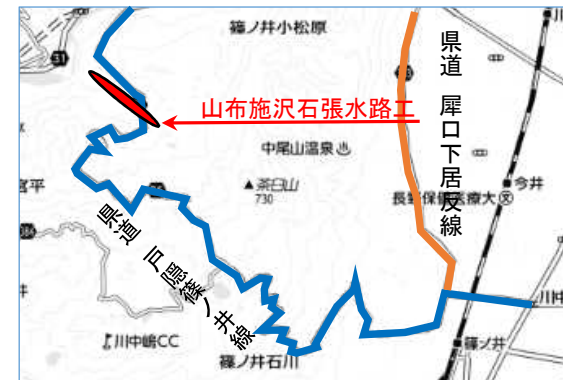 篠ノ井小松原
31
県道 犀口下居返線
山布施沢石張水路工
中尾山温泉
今井
茶臼山
730
長野保健医療大
宮平
県道 戸隠篠ノ井線
川中
川中嶋CC
篠ノ井
篠ノ井石川